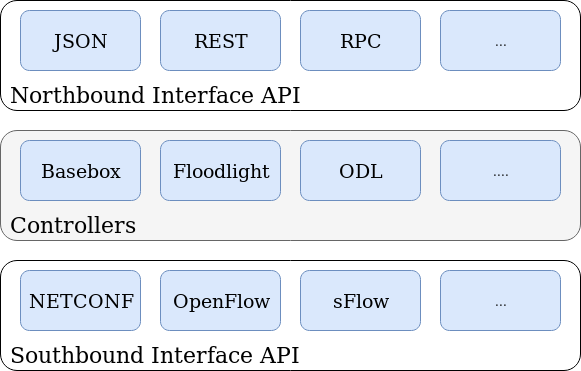 JSON
REST
RPC
...
Northbound Interface API
Basebox
Floodlight
ODL
....
Controllers
NETCONF
OpenFlow
sFlow
...
Southbound Interface API